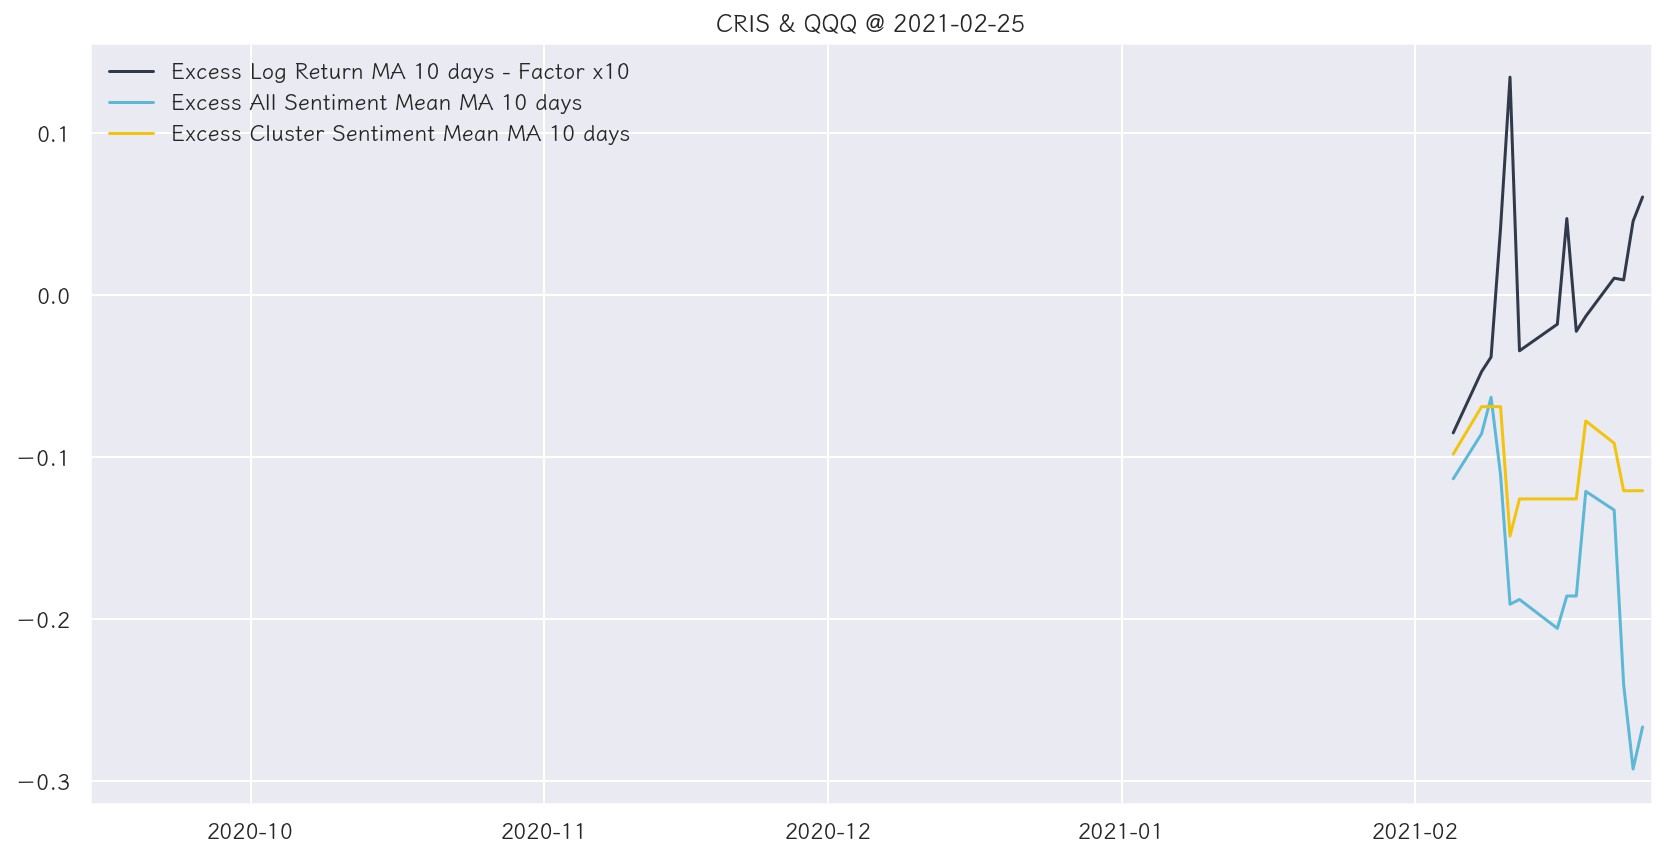 CRIS & QQQ @ 2021-02-25
Excess Log Return MA 10 days - Factor x10
Excess All Sentiment Mean MA 10 days
Excess Cluster Sentiment Mean MA 10 days
0.1
0.0
−0.1
−0.2
−0.3
2020-10 2020-11 2020-12 2021-01 2021-02